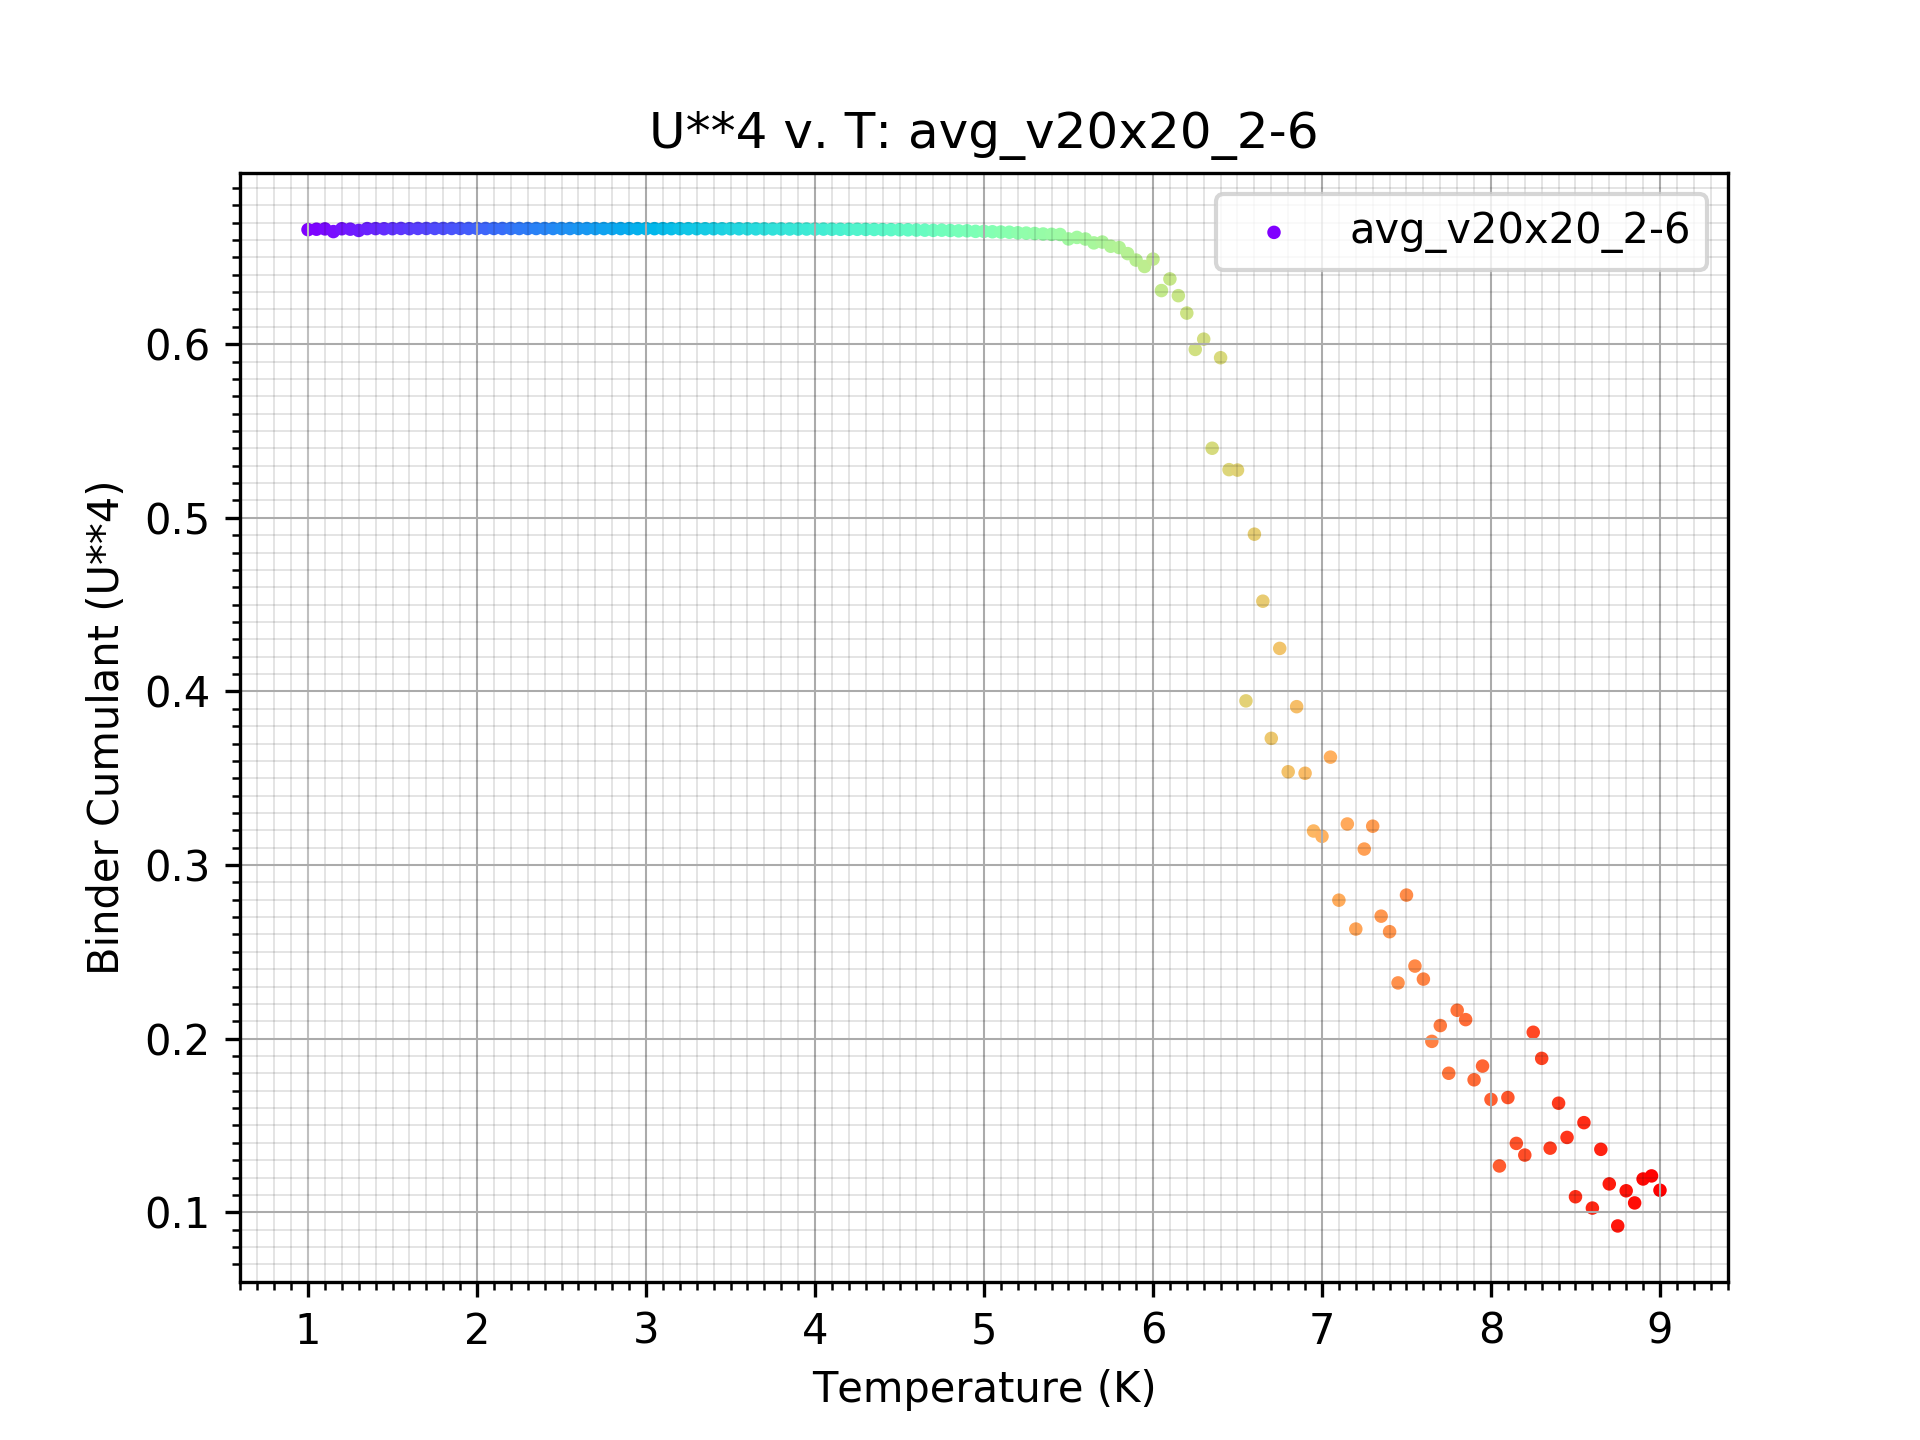 U**4 v. T: avg_v20x20_2-6
avg_v20x20_2-6
Binder Cumulant (U**4)
0.6
0.5
0.4
0.3
0.2
0.1
1 2 3 4 5 6 7 8 9
Temperature (K)